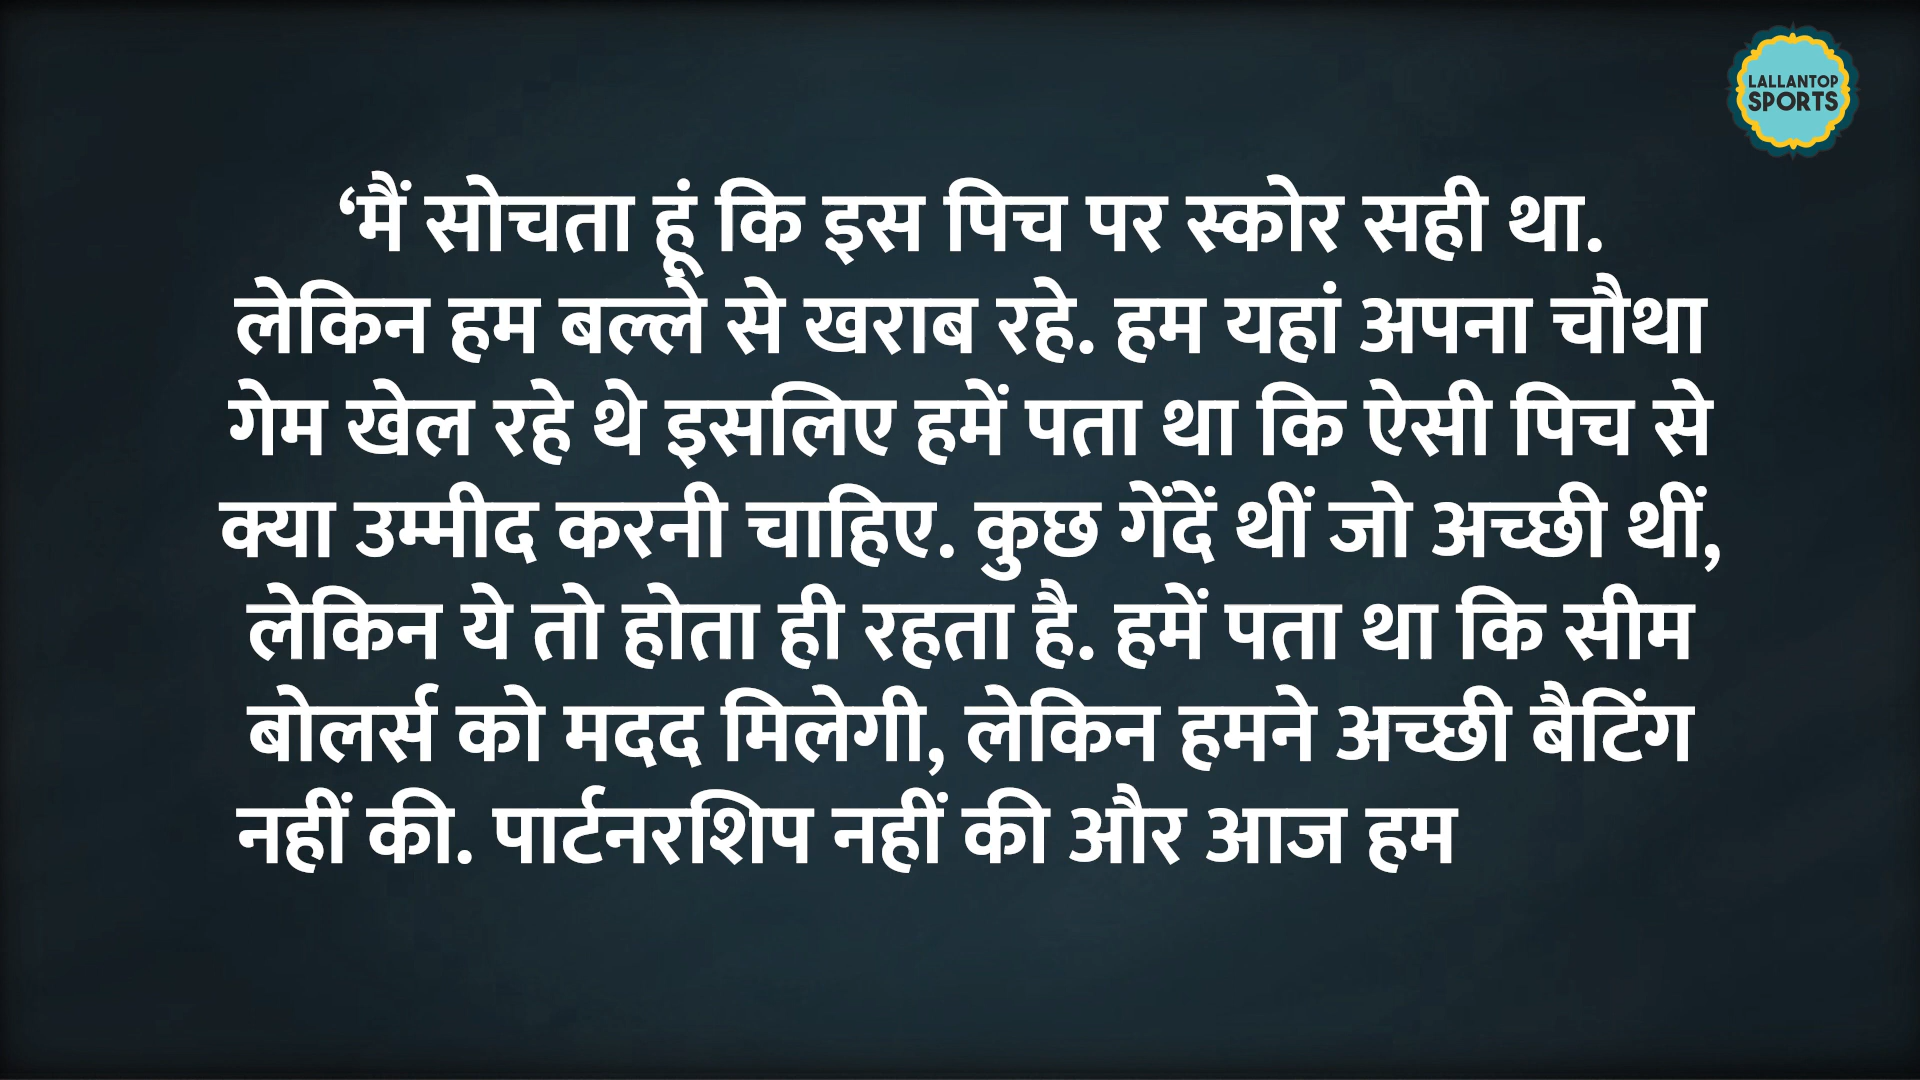 LALLANTOP
SPORTS
‘मैं सोचता हूं कि इस पिच पर स्कोर सही था.
लेकिन हम बल्ले से खराब रहे. हम यहां अपना चौथा
गेम खेल रहे थे इसलिए हमें पता था कि ऐसी पिच से
क्या उम्मीद करनी चाहिए. कुछ गेंदें थीं जो अच्छी थीं,
लेकिन ये तो होता ही रहता है. हमें पता था कि सीम
बोलर्स को मदद मिलेगी, लेकिन हमने अच्छी बैटिंग
नहीं की. पार्टनरशिप नहीं की और आज हम